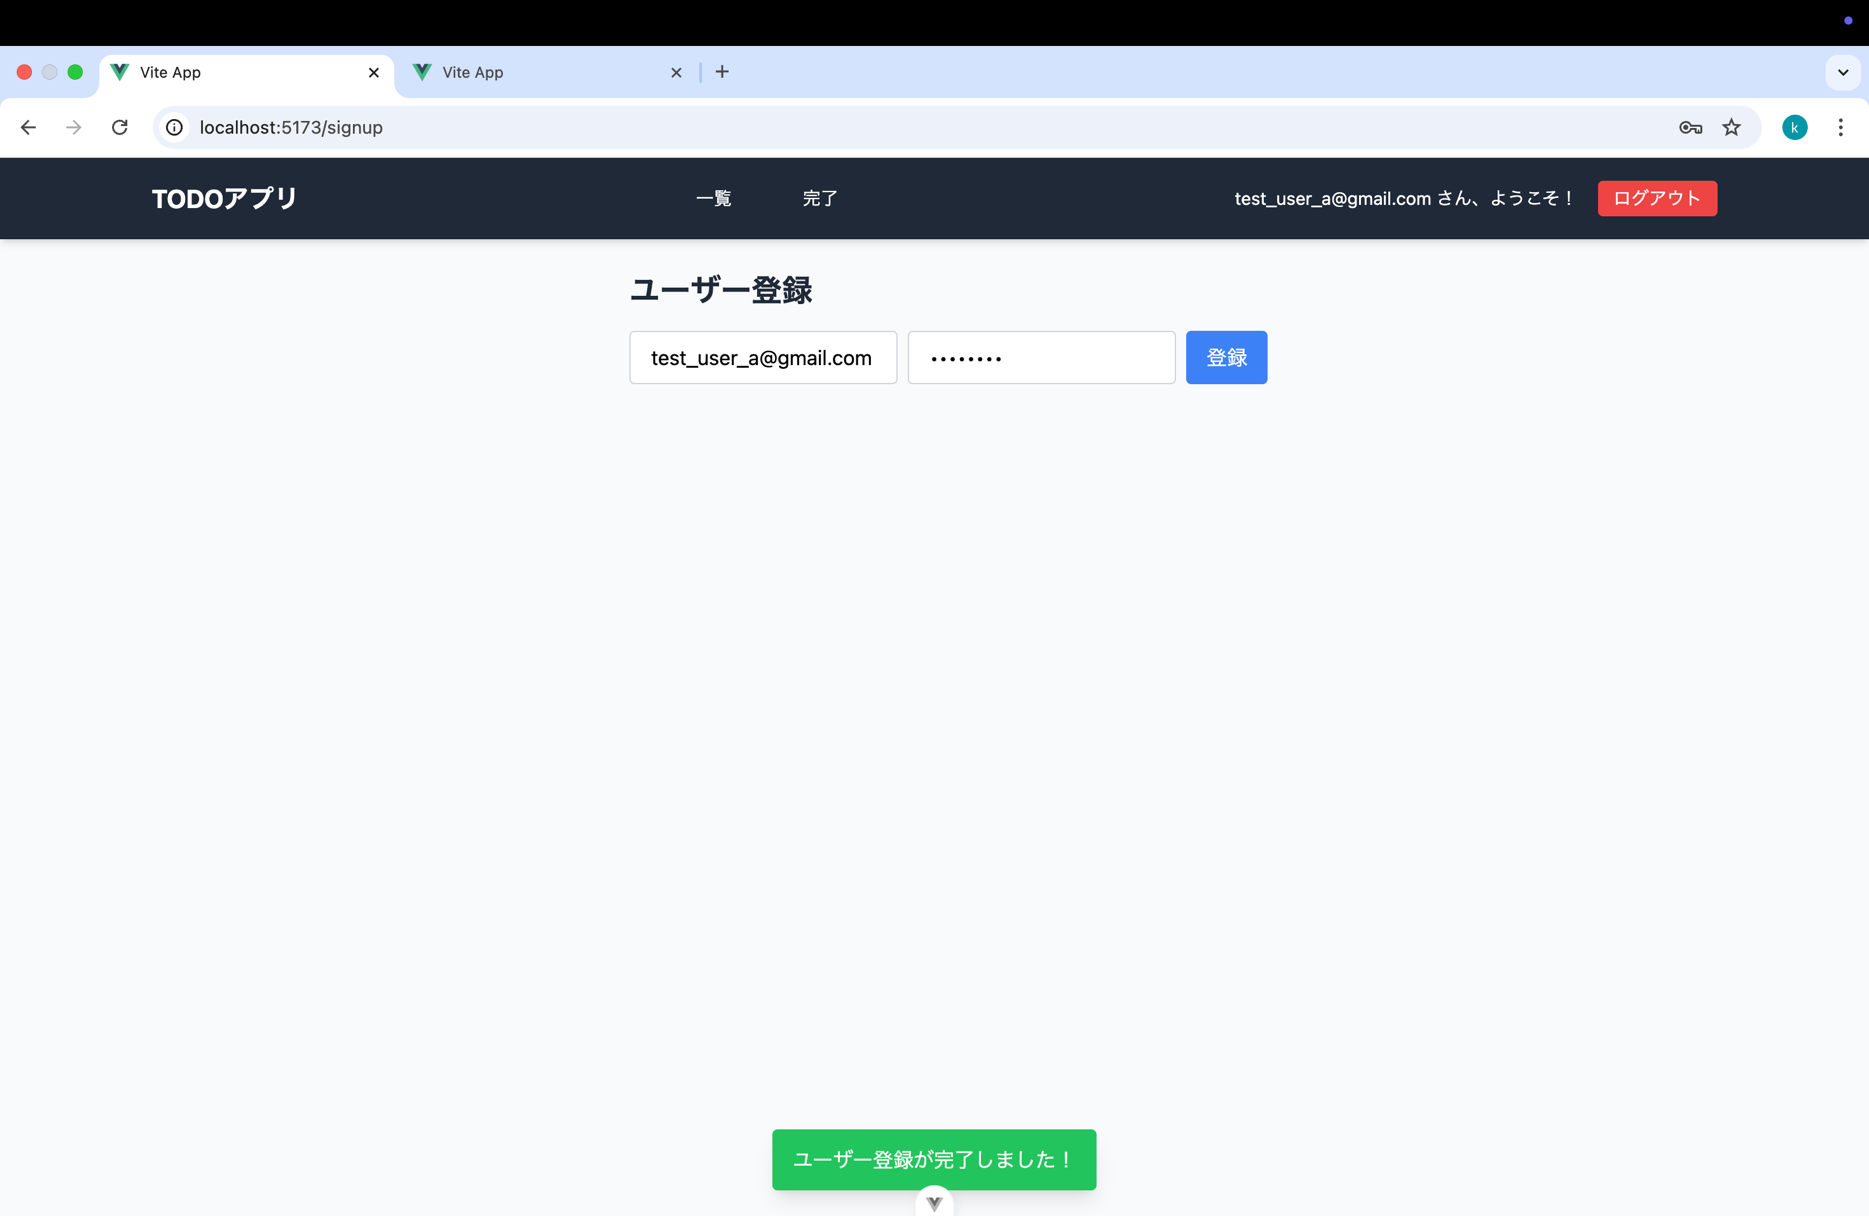 Vite App
Vite App
localhost:5173/signup
k
TODOアプリ
一覧
完了
test_user_a@gmail.com さん、ようこそ！
ログアウト
ユーザー登録
test_user_a@gmail.com
••••••••
登録
ユーザー登録が完了しました！